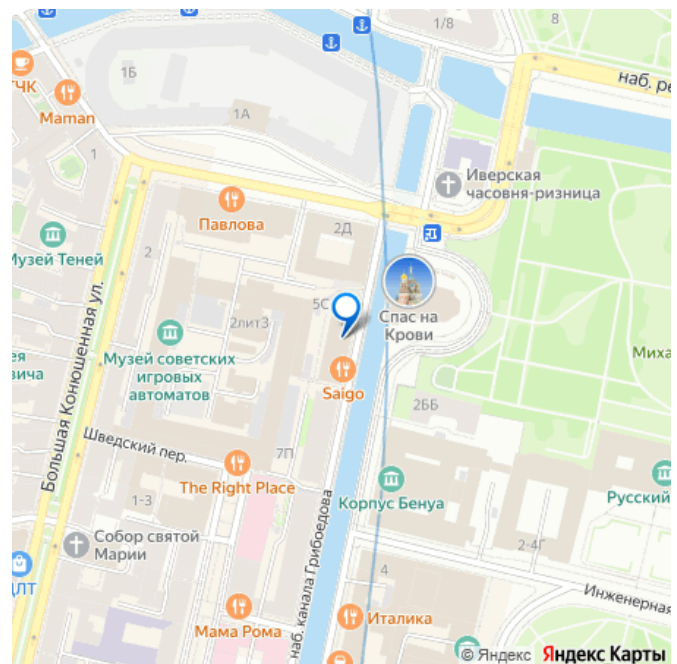 1/8
8
ТЧК
1Б
наб. ре
Maman
1А
1
Иверская
часовня-ризница
Павлова
2Д
Музей Теней
2
5С
Спас на
Крови
2лит3
Музей советских
игровых
автоматов
ея
вича
Миха
Saigo
Большая Конюшенная ул.
2ББ
Шведский пер.
7П
The Right Place
Корпус Бенуа
Русский
1-3
наб. канала Грибоедова
Собор святой
Марии
2-4Г
ДЛТ
4
Инженерная
Мама Рома
Италика
© Яндекс Яндекс Карты